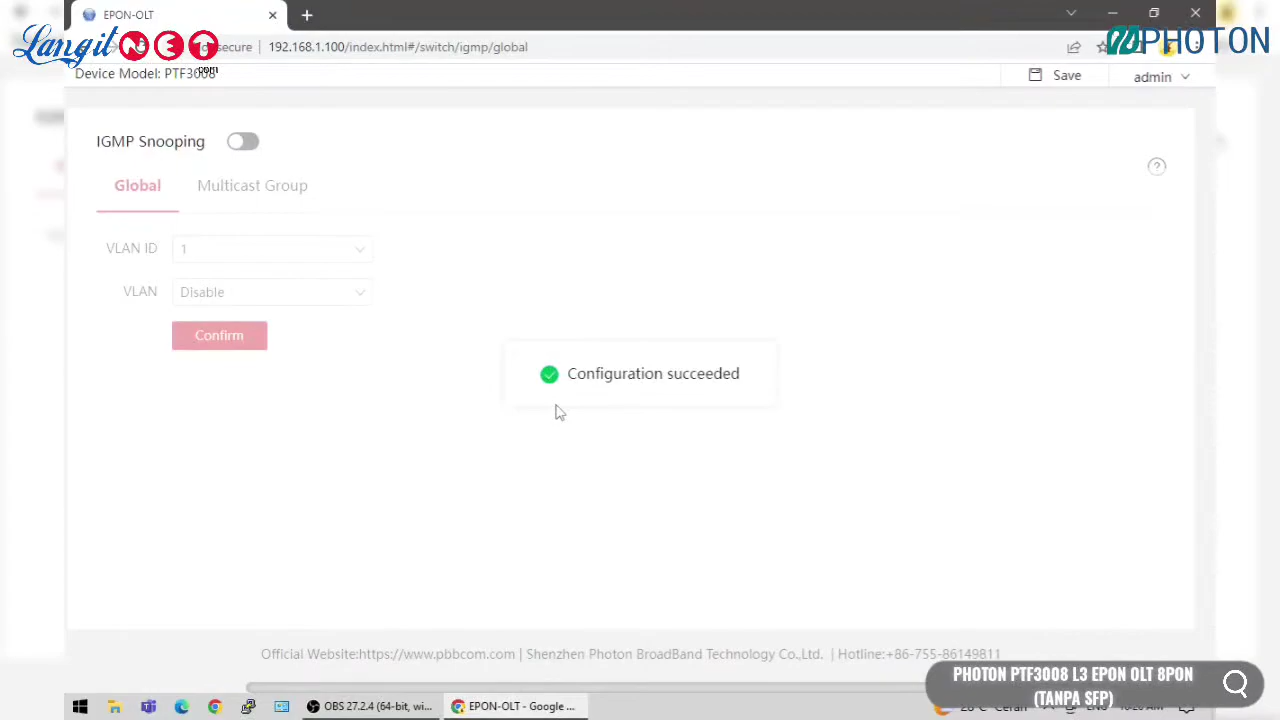 EPON-OLT
LangitNET
.com
secure 192.168.1.100/index.html#/switch/igmp/global
PHOTON
Device Model: PTF3008
Save
admin
IGMP Snooping
Global
Multicast Group
VLAN ID
1
VLAN
Disable
Confirm
Configuration succeeded
Official Website:https://www.pbbcom.com | Shenzhen Photon BroadBand Technology Co.,Ltd. | Hotline:+86-755-86149811
PHOTON PTF3008 L3 EPON OLT 8PON
(TANPA SFP)
OBS 27.2.4 (64-bit, wi...
EPON-OLT - Google ...